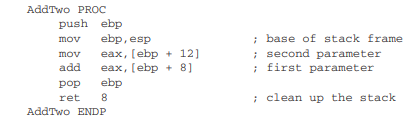 AddTwo PROC
push ebp
mov ebp,esp ; base of stack frame
mov eax,[ebp + 12] ; second parameter
add eax,[ebp + 8] ; first parameter
pop ebp
ret 8 ; clean up the stack
AddTwo ENDP